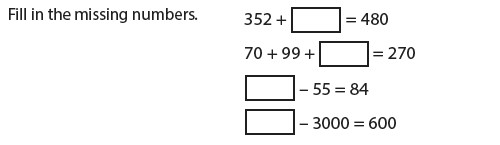 Fill in the missing numbers. 352 + = 480
70 + 99 + = 270
– 55 = 84
– 3000 = 600